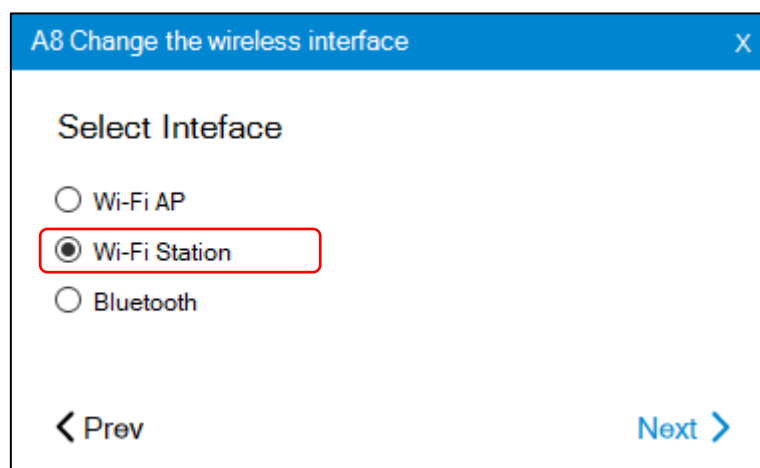 A8 Change the wireless interface X
Select Inteface
Wi-Fi AP
Wi-Fi Station
Bluetooth
Prev Next